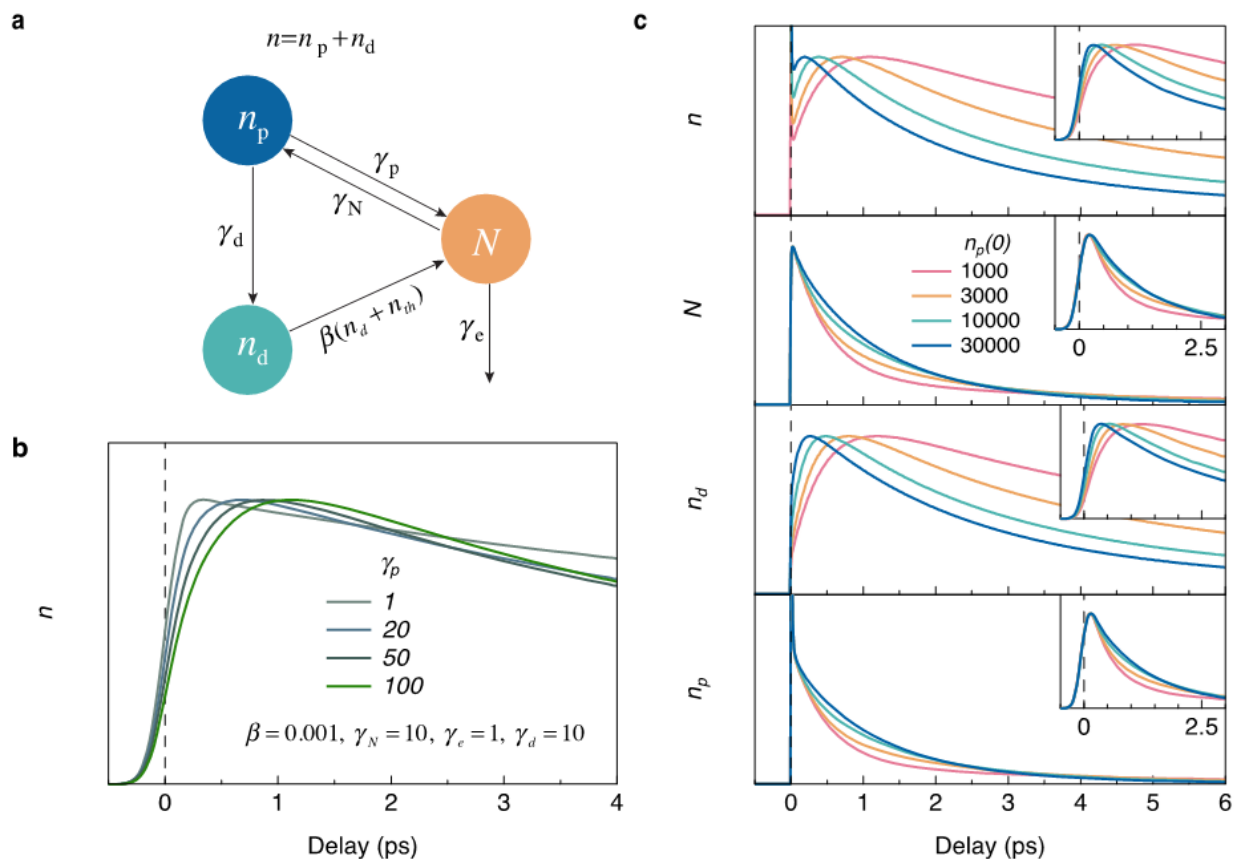 a
n=n_p+n_d
n_p
γ_p
γ_N
γ_d
N
β(n_d+n_th)
γ_e
n_d
b
n
γ_p
1
20
50
100
β=0.001, γ_N=10, γ_e=1, γ_d=10
0 1 2 3 4
Delay (ps)
c
n
N
n_p(0)
1000
3000
10000
30000
0 2.5
n_d
n_p
0 2.5
0 1 2 3 4 5 6
Delay (ps)